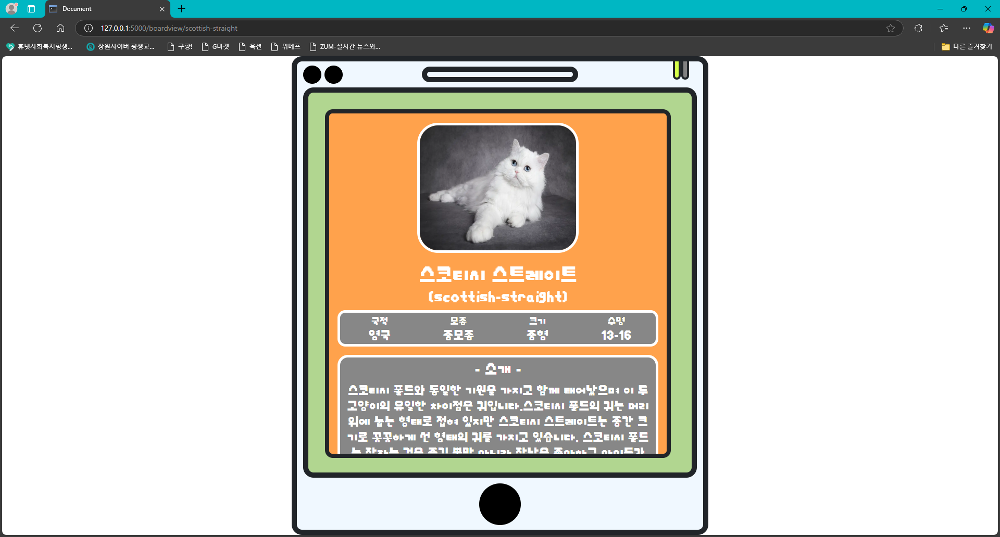 Document
127.0.0.1:5000/boardview/scottish-straight
휴넷사회복지평생...
장원사이버 평생교...
쿠팡!
G마켓
옥션
위메프
ZUM-실시간 뉴스와...
다른 즐겨찾기
스코티시 스트레이트
(scottish-straight)
국적 모종 크기 수명
영국 중모종 중형 13-16
- 소개 -
스코티시 폴드와 동일한 기원을 가지고 함께 태어났으며 이 두
고양이의 유일한 차이점은 귀입니다.스코티시 폴드의 귀는 머리
위에 눕는 형태로 접혀 있지만 스코티시 스트레이트는 중간 크
기로 꼿꼿하게 선 형태의 귀를 가지고 있습니다. 스코티시 폴드